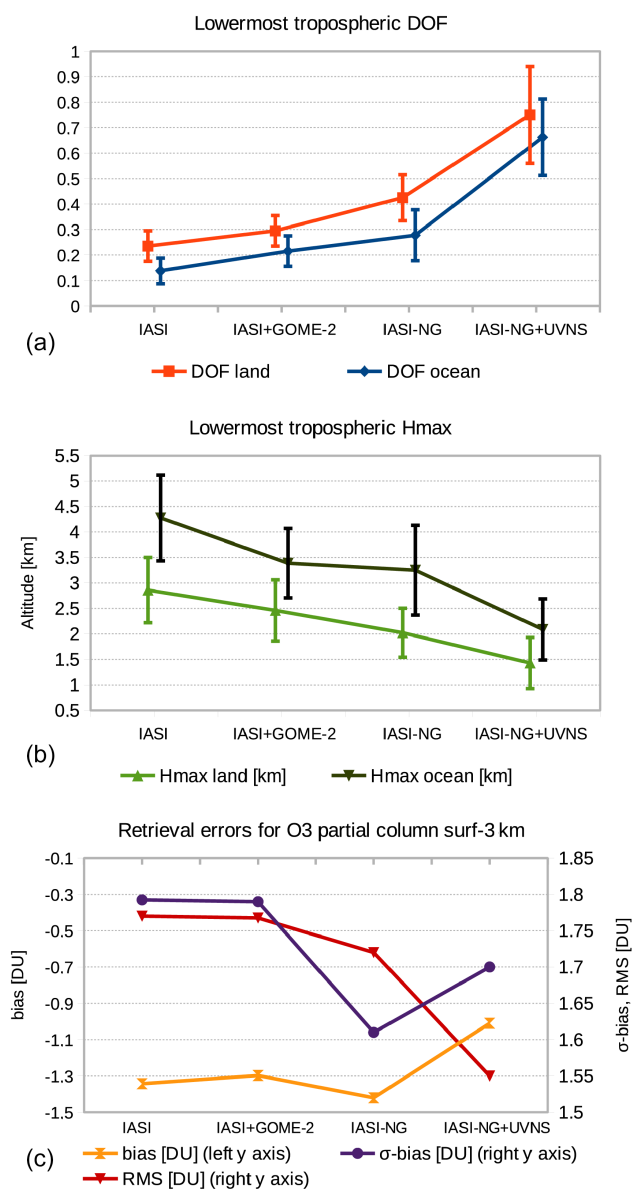 Lowermost tropospheric DOF
1
0.9
0.8
0.7
0.6
0.5
0.4
0.3
0.2
0.1
0
IASI IASI+GOME-2 IASI-NG IASI-NG+UVNS
(a)
DOF land DOF ocean
Lowermost tropospheric Hmax
5.5
5
4.5
4
3.5
3
2.5
2
1.5
1
0.5
Altitude [km]
IASI IASI+GOME-2 IASI-NG IASI-NG+UVNS
(b)
Hmax land [km] Hmax ocean [km]
Retrieval errors for O3 partial column surf-3 km
-0.1 1.85
-0.3 1.8
-0.5 1.75
-0.7 1.7
-0.9 1.65
-1.1 1.6
-1.3 1.55
-1.5 1.5
bias [DU]
σ-bias, RMS [DU]
IASI IASI+GOME-2 IASI-NG IASI-NG+UVNS
(c)
bias [DU] (left y axis) σ-bias [DU] (right y axis)
RMS [DU] (right y axis)